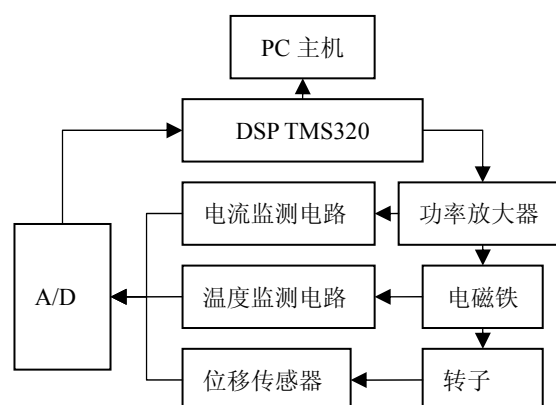 PC 主机
DSP TMS320
电流监测电路
功率放大器
A/D
温度监测电路
电磁铁
位移传感器
转子